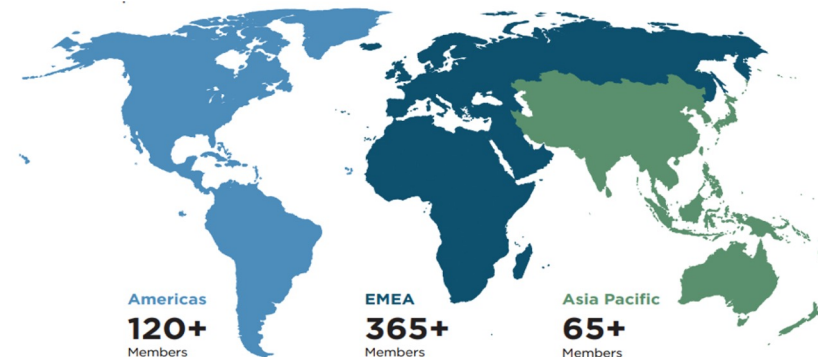 Americas
120+
Members
EMEA
365+
Members
Asia Pacific
65+
Members